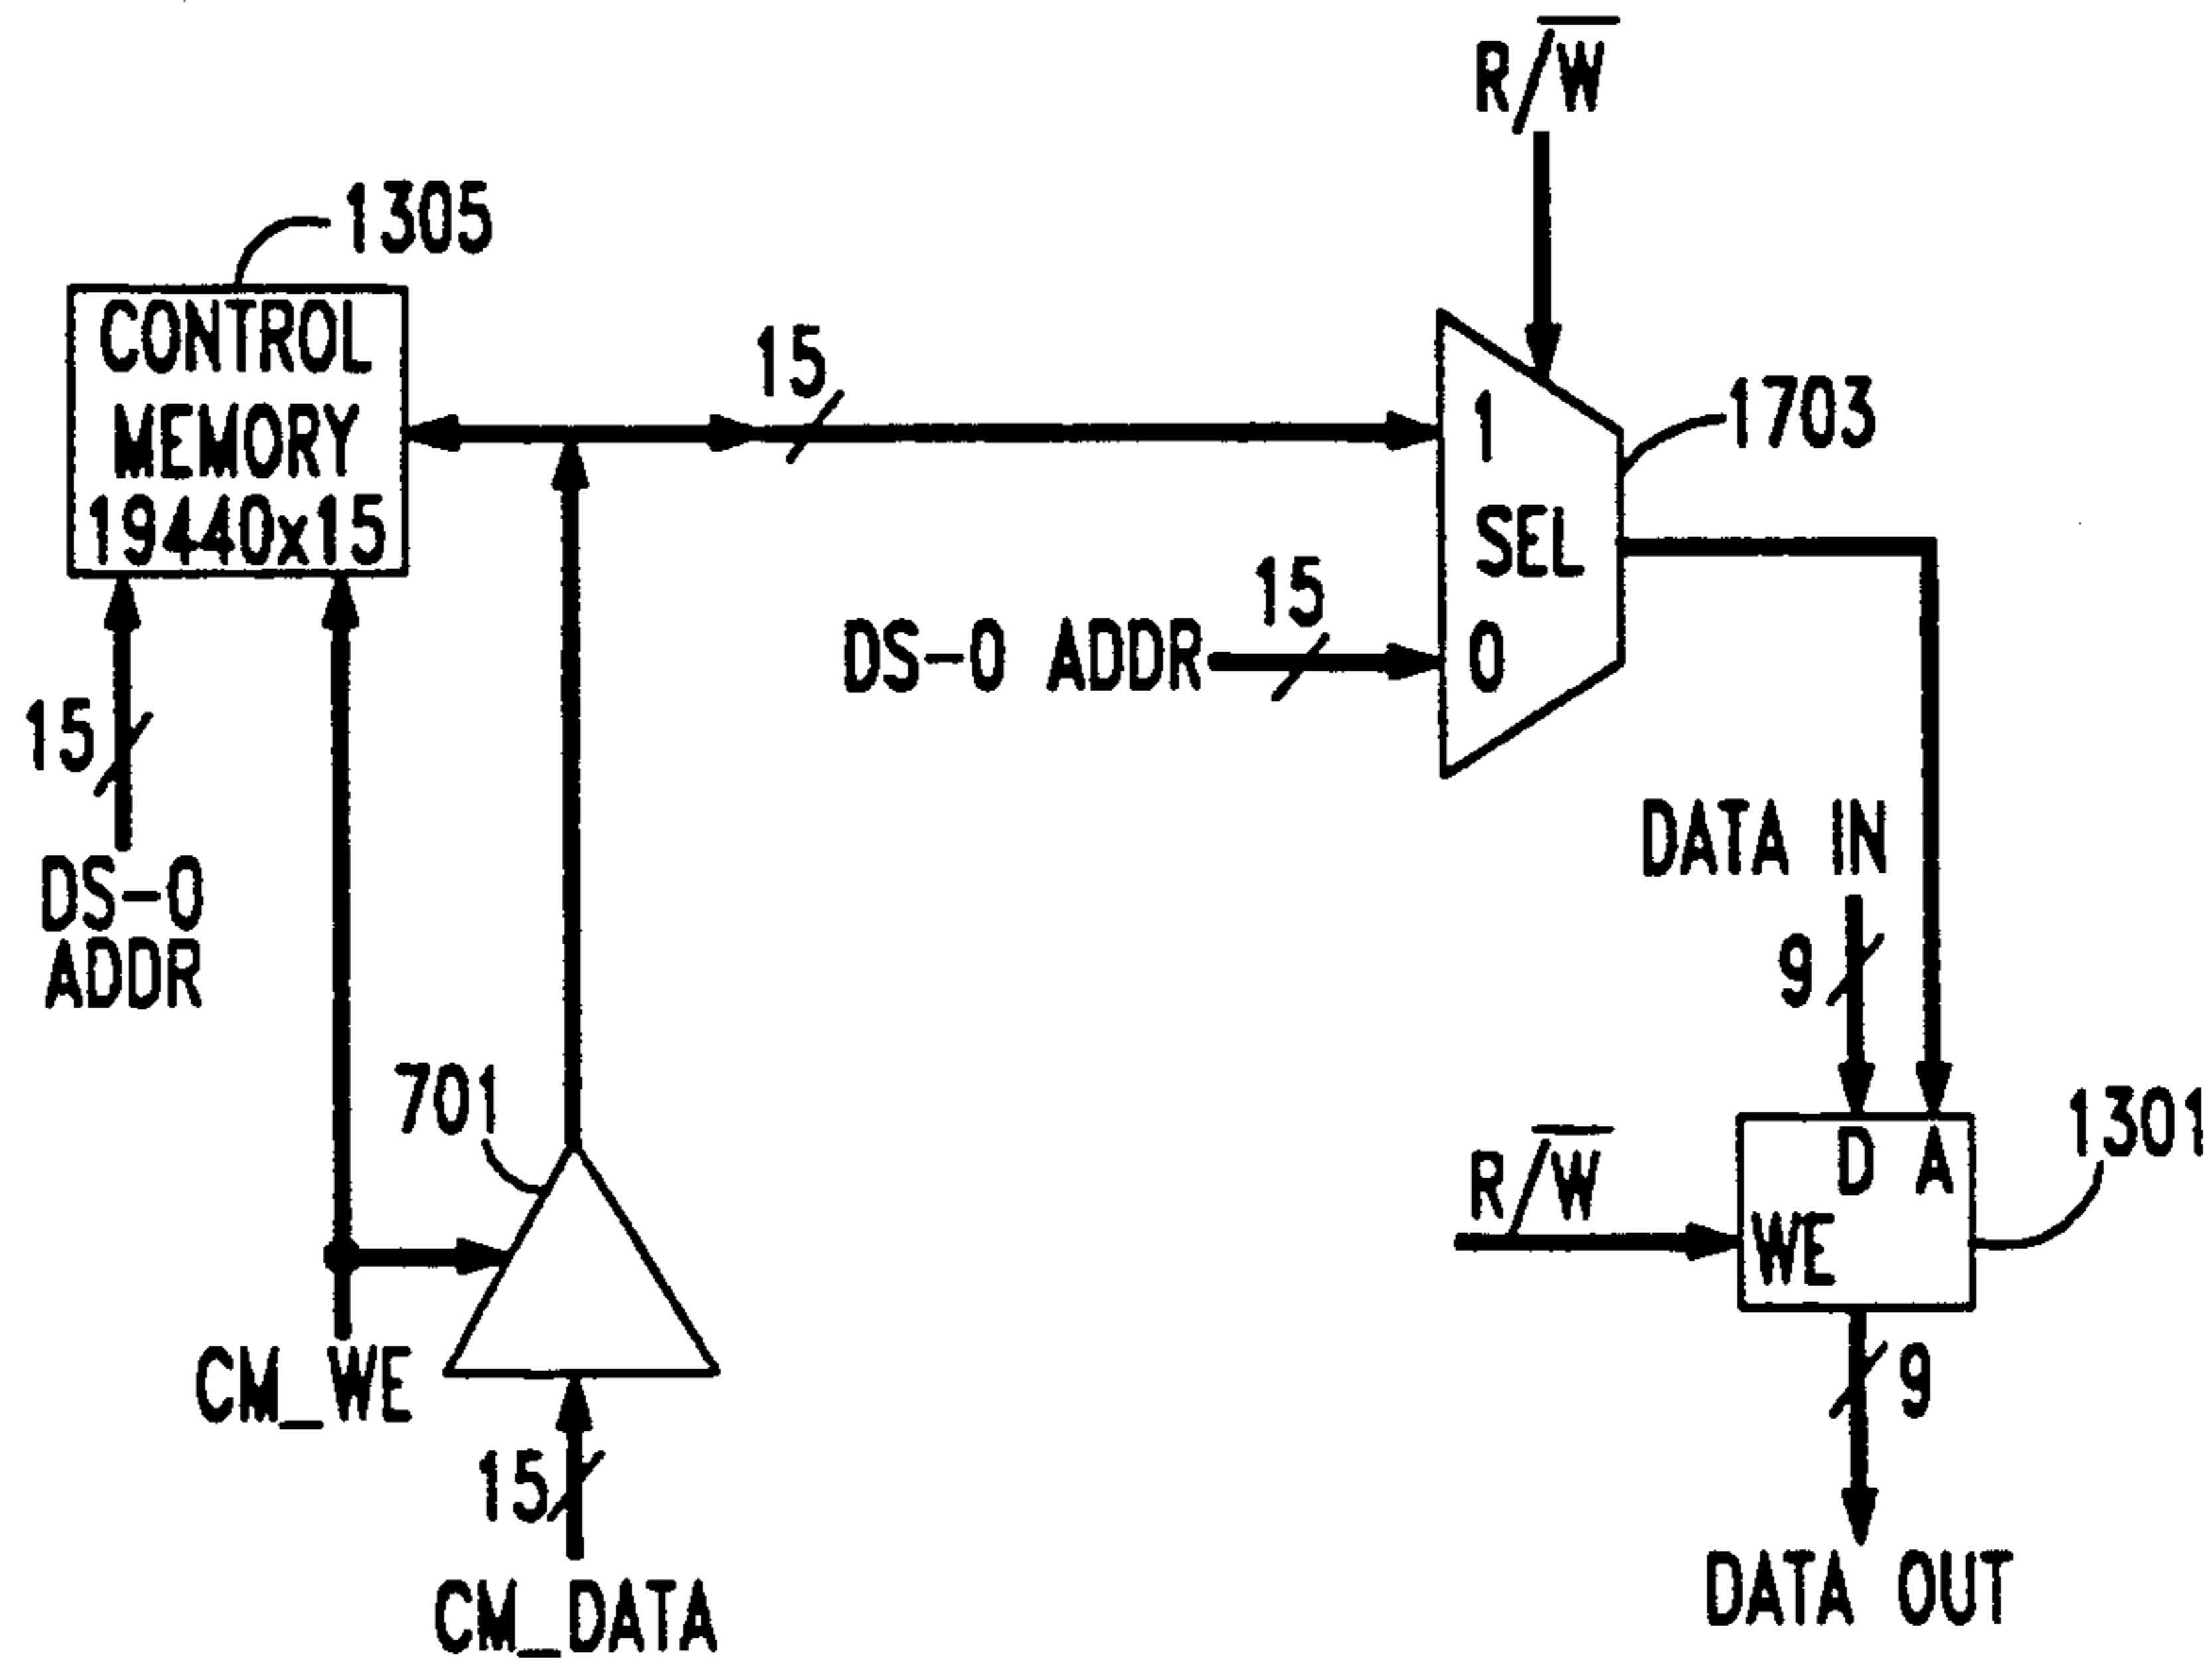 R/W̅
1305
CONTROL
MEMORY
19440x15
15
1
1703
SEL
15
DS-0 ADDR
0
15
DS-0
ADDR
DATA IN
9
701
1301
D A
R/W̅
WE
CM_WE
9
15
CM_DATA
DATA OUT